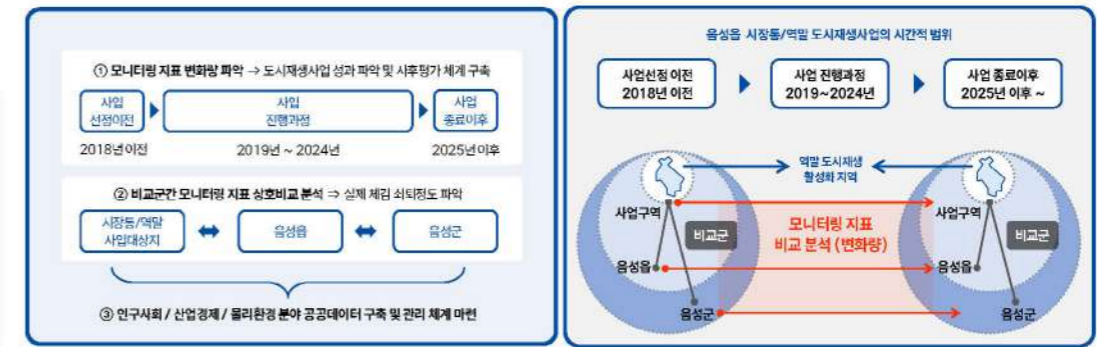 ① 모니터링 지표 변화량 파악 → 도시재생사업 성과 파악 및 사후평가 체계 구축
사업
선정이전
사업
진행과정
사업
종료이후
2018년 이전
2019년 ~ 2024년
2025년 이후
② 비교군간 모니터링 지표 상호비교 분석 ⇒ 실제 체감 쇠퇴정도 파악
시장통/역말
사업대상지
음성읍
음성군
③ 인구사회 / 산업경제 / 물리환경 분야 공공데이터 구축 및 관리 체계 마련
음성읍 시장통/역말 도시재생사업의 시간적 범위
사업선정 이전
2018년 이전
사업 진행과정
2019~2024년
사업 종료이후
2025년 이후 ~
역말 도시재생
활성화 지역
사업구역
비교군
음성읍
음성군
모니터링 지표
비교 분석 (변화량)
사업구역
비교군
음성읍
음성군